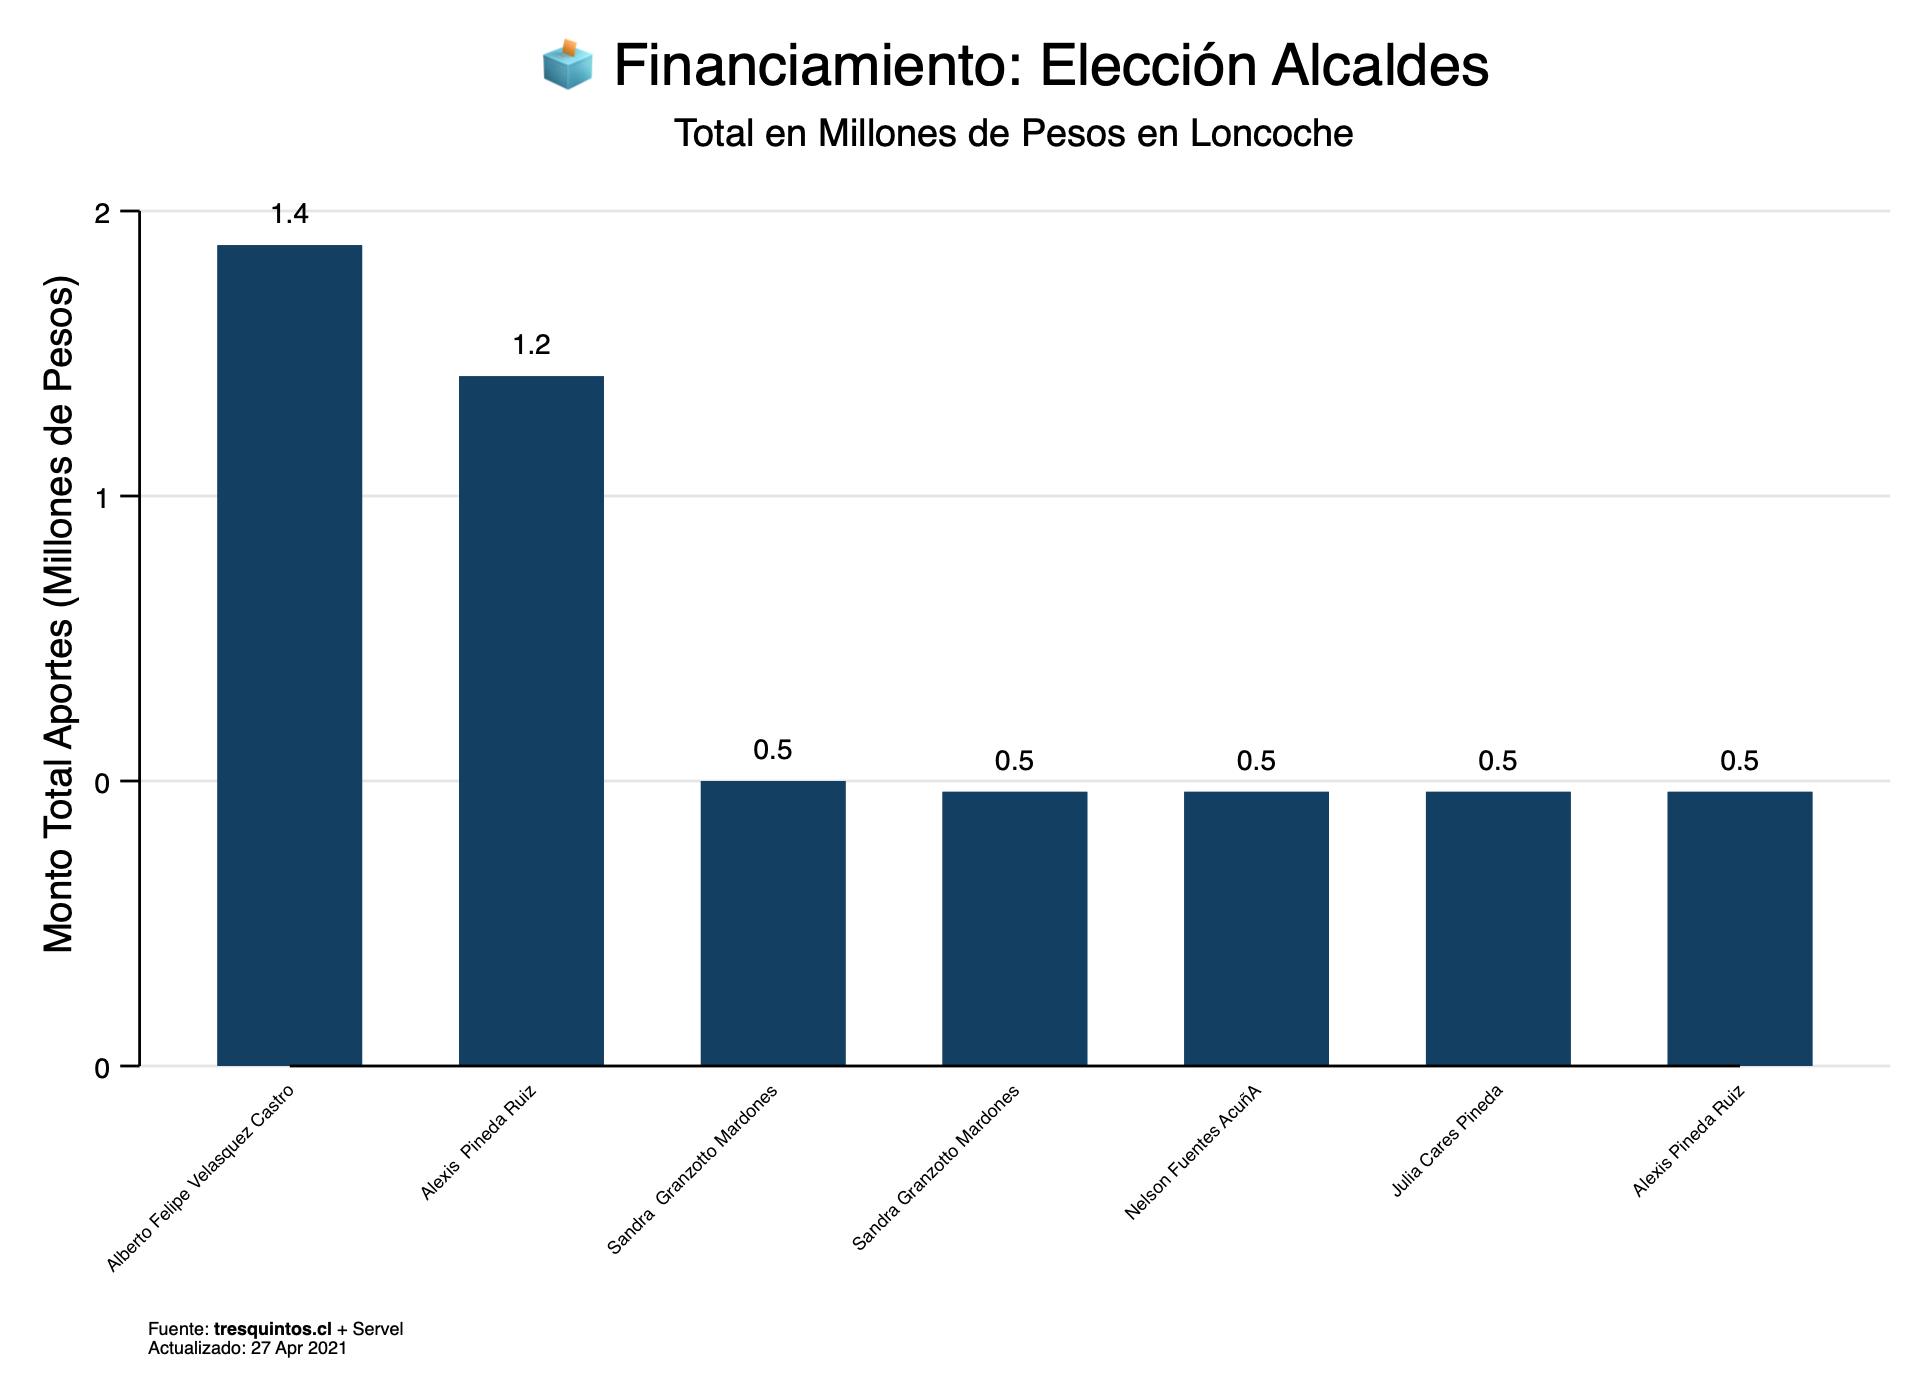 Financiamiento: Elección Alcaldes
Total en Millones de Pesos en Loncoche
Monto Total Aportes (Millones de Pesos)
2
1
0
0
1.4
1.2
0.5
0.5
0.5
0.5
0.5
Alberto Felipe Velasquez Castro
Alexis  Pineda Ruiz
Sandra  Granzotto Mardones
Sandra Granzotto Mardones
Nelson Fuentes AcuñA
Julia Cares Pineda
Alexis Pineda Ruiz
Fuente: tresquintos.cl + Servel
Actualizado: 27 Apr 2021